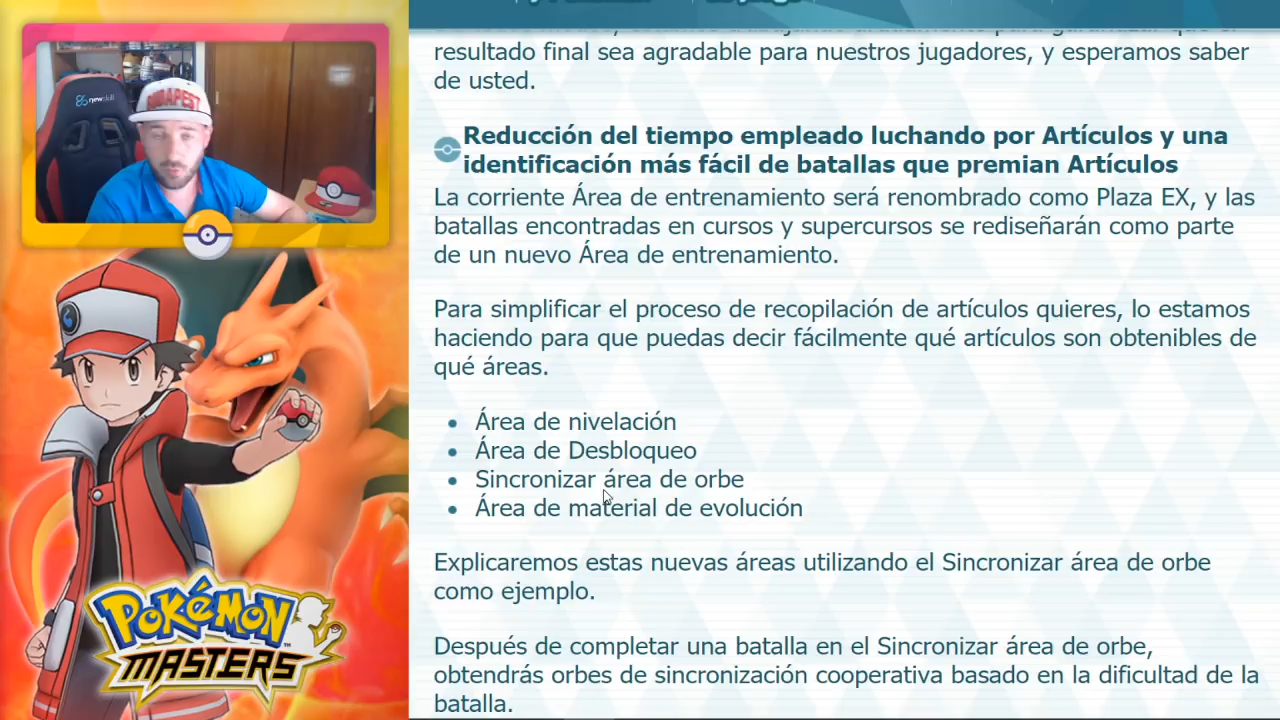 resultado final sea agradable para nuestros jugadores, y esperamos saber
de usted.
Reducción del tiempo empleado luchando por Artículos y una
identificación más fácil de batallas que premian Artículos
La corriente Área de entrenamiento será renombrado como Plaza EX, y las
batallas encontradas en cursos y supercursos se rediseñarán como parte
de un nuevo Área de entrenamiento.
Para simplificar el proceso de recopilación de artículos quieres, lo estamos
haciendo para que puedas decir fácilmente qué artículos son obtenibles de
qué áreas.
Área de nivelación
Área de Desbloqueo
Sincronizar área de orbe
Área de material de evolución
Explicaremos estas nuevas áreas utilizando el Sincronizar área de orbe
como ejemplo.
Después de completar una batalla en el Sincronizar área de orbe,
obtendrás orbes de sincronización cooperativa basado en la dificultad de la
batalla.
newskill
BUDAPEST
POKÉMON
MASTERS